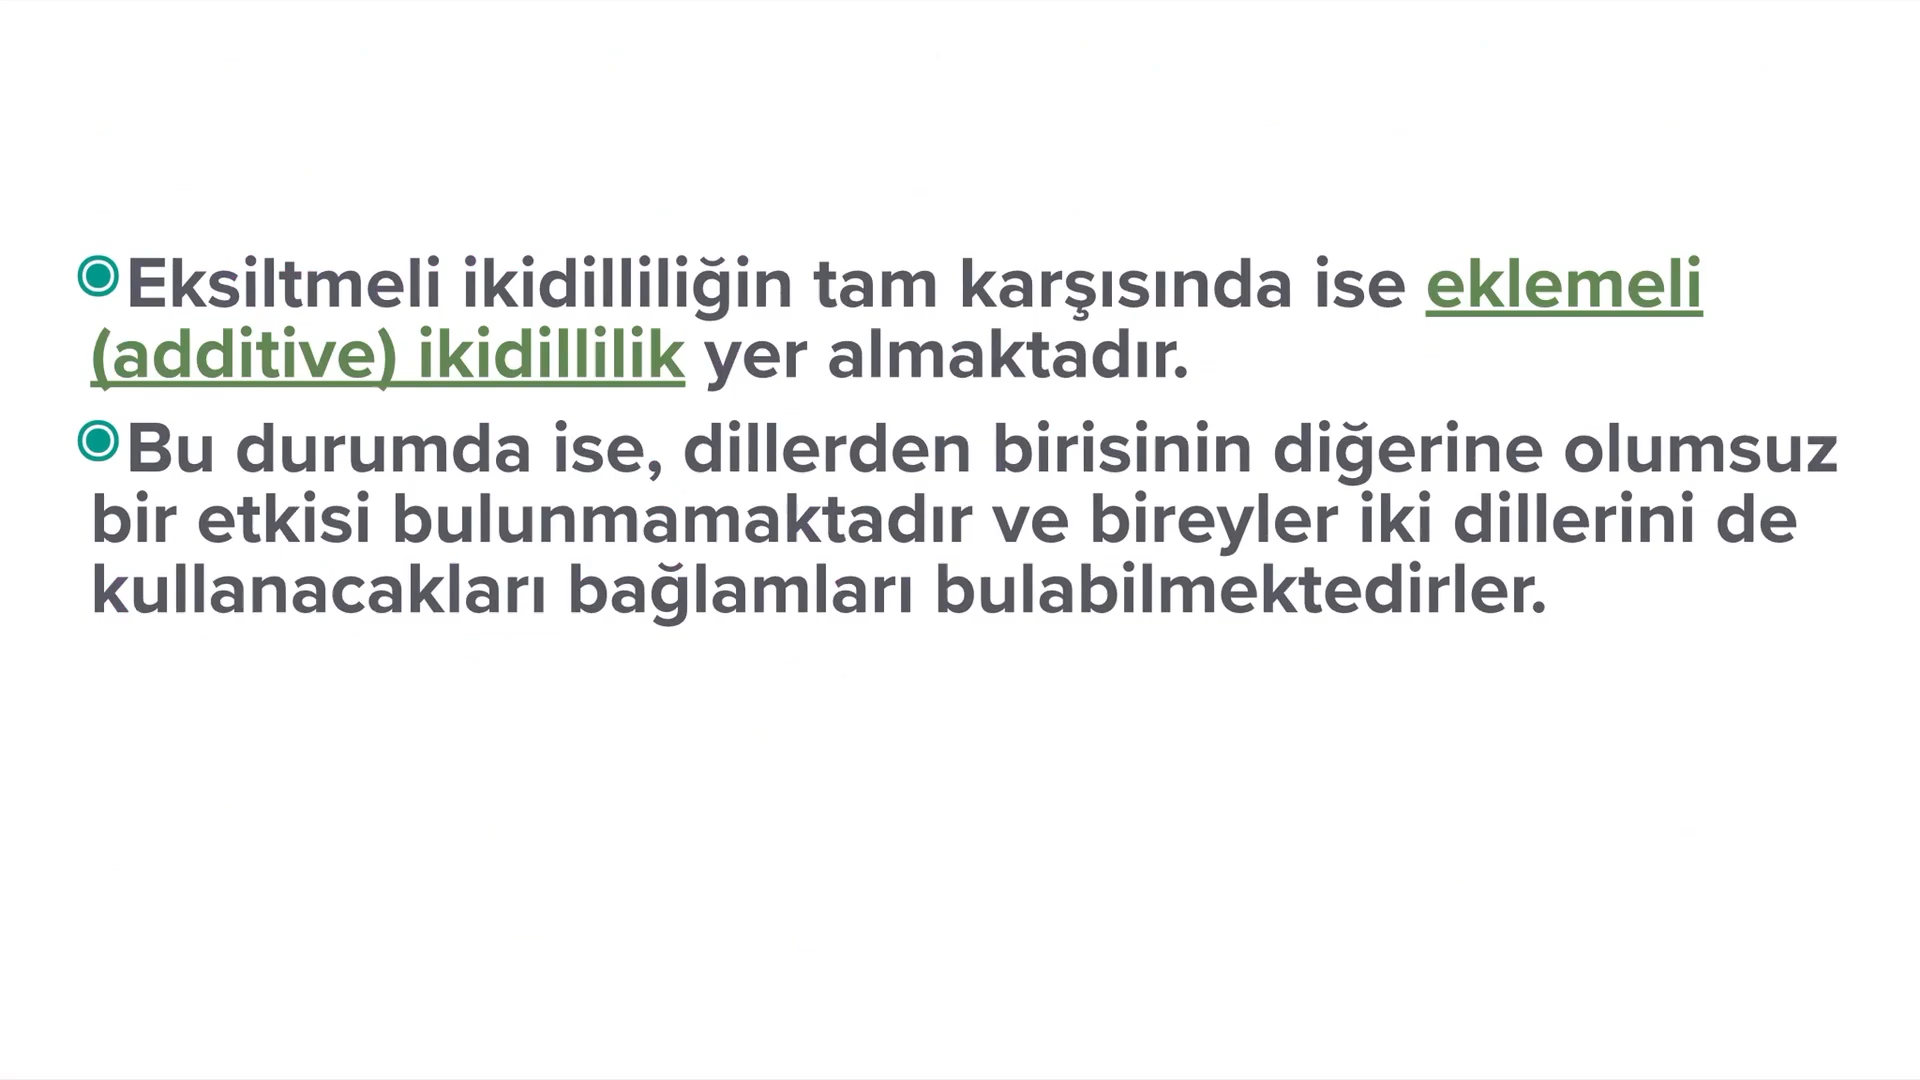 Eksiltmeli ikidilliliğin tam karşısında ise eklemeli
(additive) ikidillilik yer almaktadır.
Bu durumda ise, dillerden birisinin diğerine olumsuz
bir etkisi bulunmamaktadır ve bireyler iki dillerini de
kullanacakları bağlamları bulabilmektedirler.